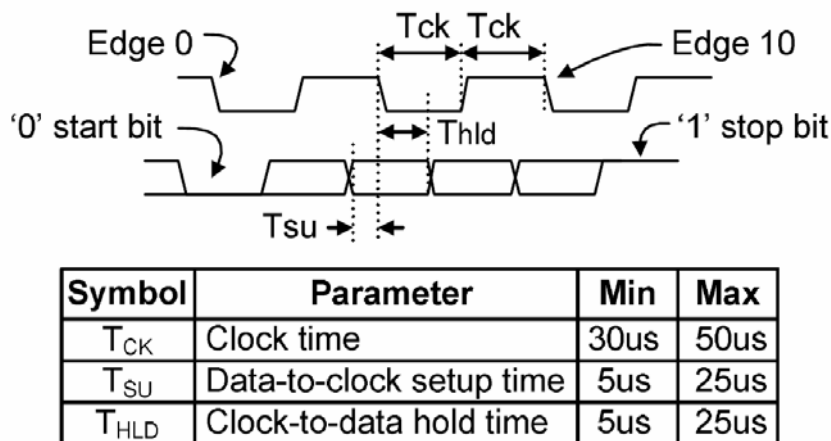 Tck Tck
Edge 0 Edge 10
'0' start bit Thld '1' stop bit
Tsu
Symbol Parameter Min Max
TCK Clock time 30us 50us
TSU Data-to-clock setup time 5us 25us
THLD Clock-to-data hold time 5us 25us